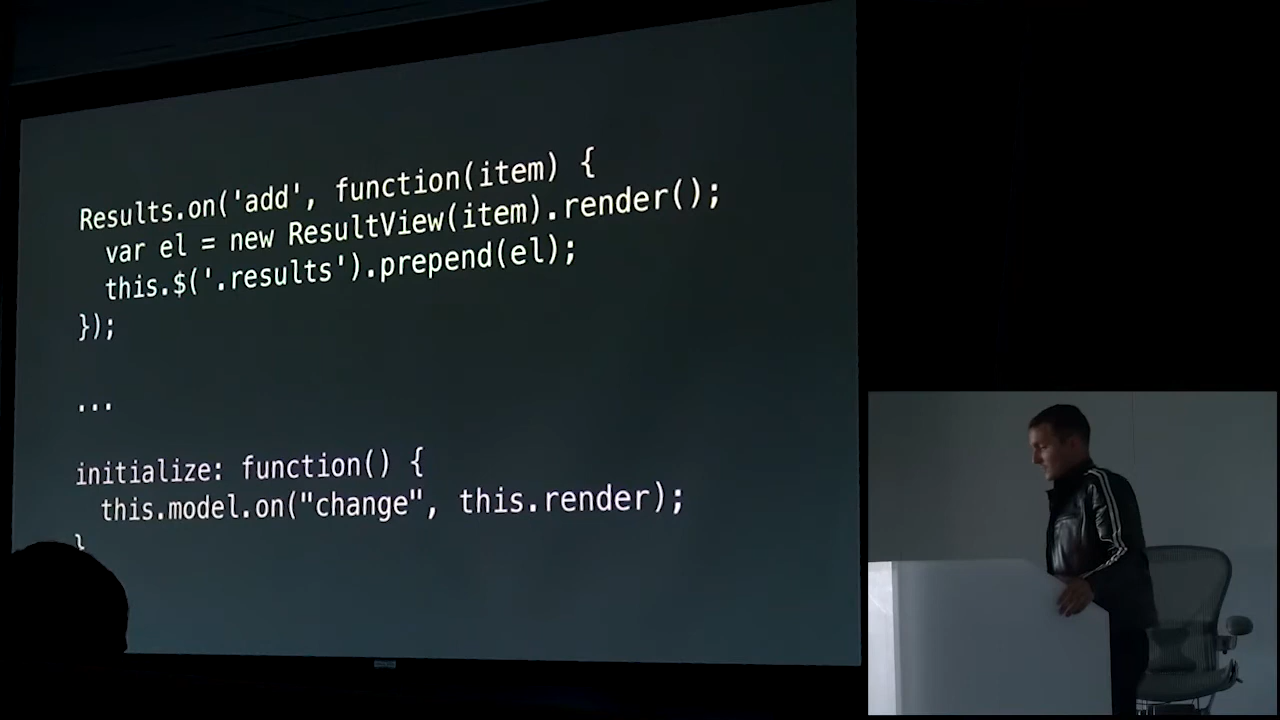 Results.on('add', function(item) {
  var el = new ResultView(item).render();
  this.$('.results').prepend(el);
});
...
initialize: function() {
  this.model.on("change", this.render);
}